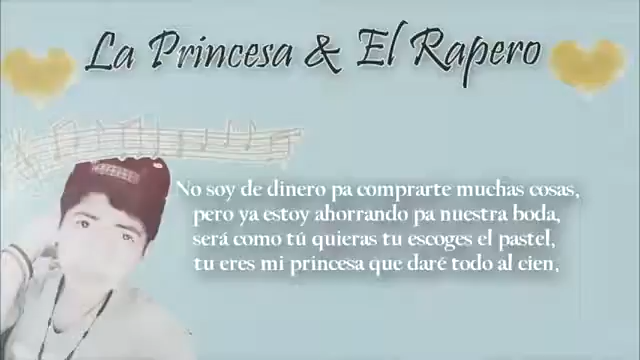 La Princesa & El Rapero
No soy de dinero pa comprarte muchas cosas,
pero ya estoy ahorrando pa nuestra boda,
será como tú quieras tu escoges el pastel,
tu eres mi princesa que daré todo al cien,